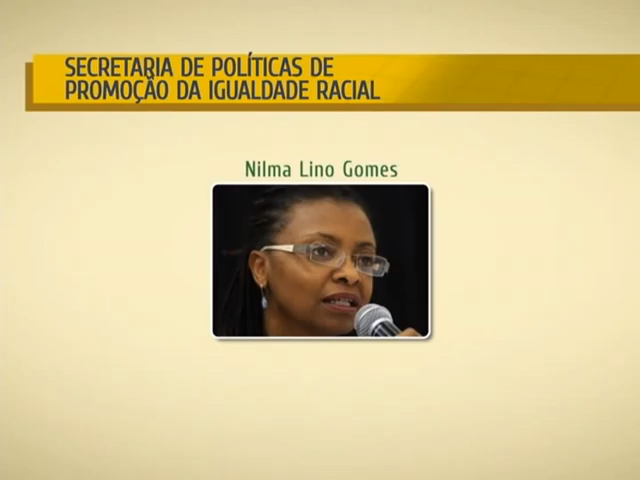 SECRETARIA DE POLÍTICAS DE
PROMOÇÃO DA IGUALDADE RACIAL
Nilma Lino Gomes